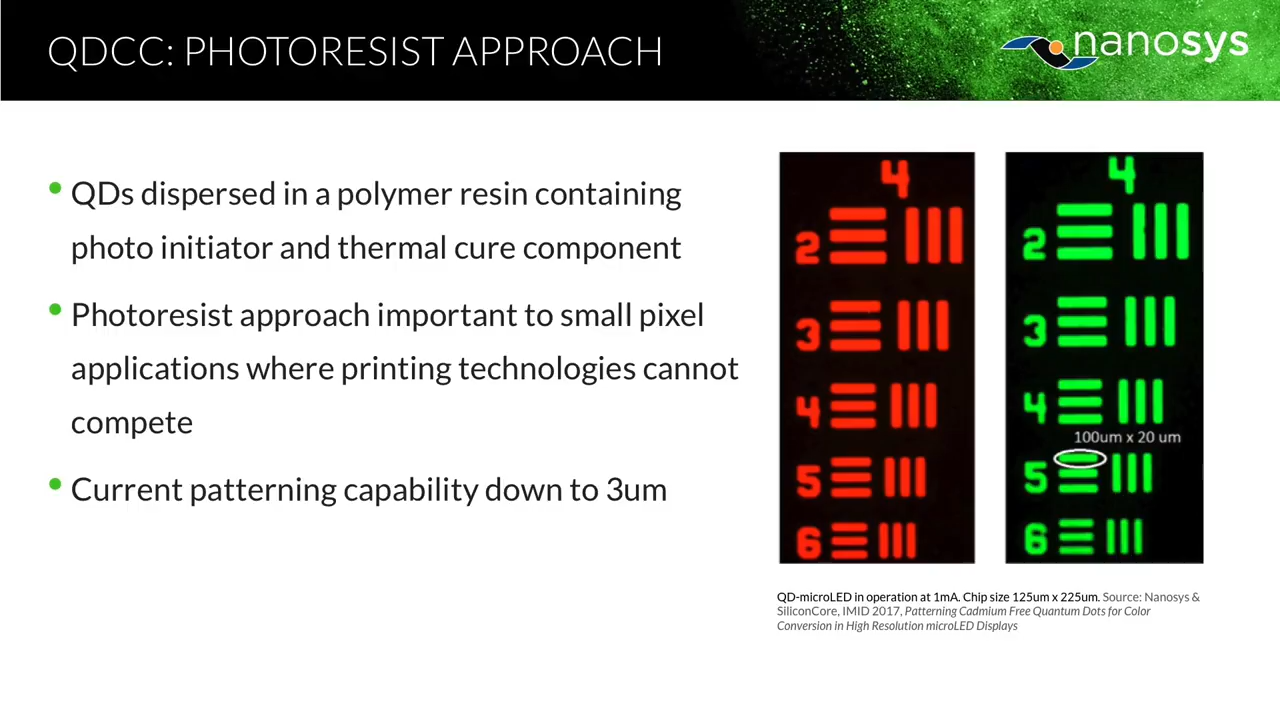 QDCC: PHOTORESIST APPROACH
nanosys
• QDs dispersed in a polymer resin containing
photo initiator and thermal cure component
• Photoresist approach important to small pixel
applications where printing technologies cannot
compete
• Current patterning capability down to 3um
4
2
3
4
5
6
4
2
3
4
100um x 20 um
5
6
QD-microLED in operation at 1mA. Chip size 125um x 225um. Source: Nanosys &
SiliconCore, IMID 2017, Patterning Cadmium Free Quantum Dots for Color
Conversion in High Resolution microLED Displays